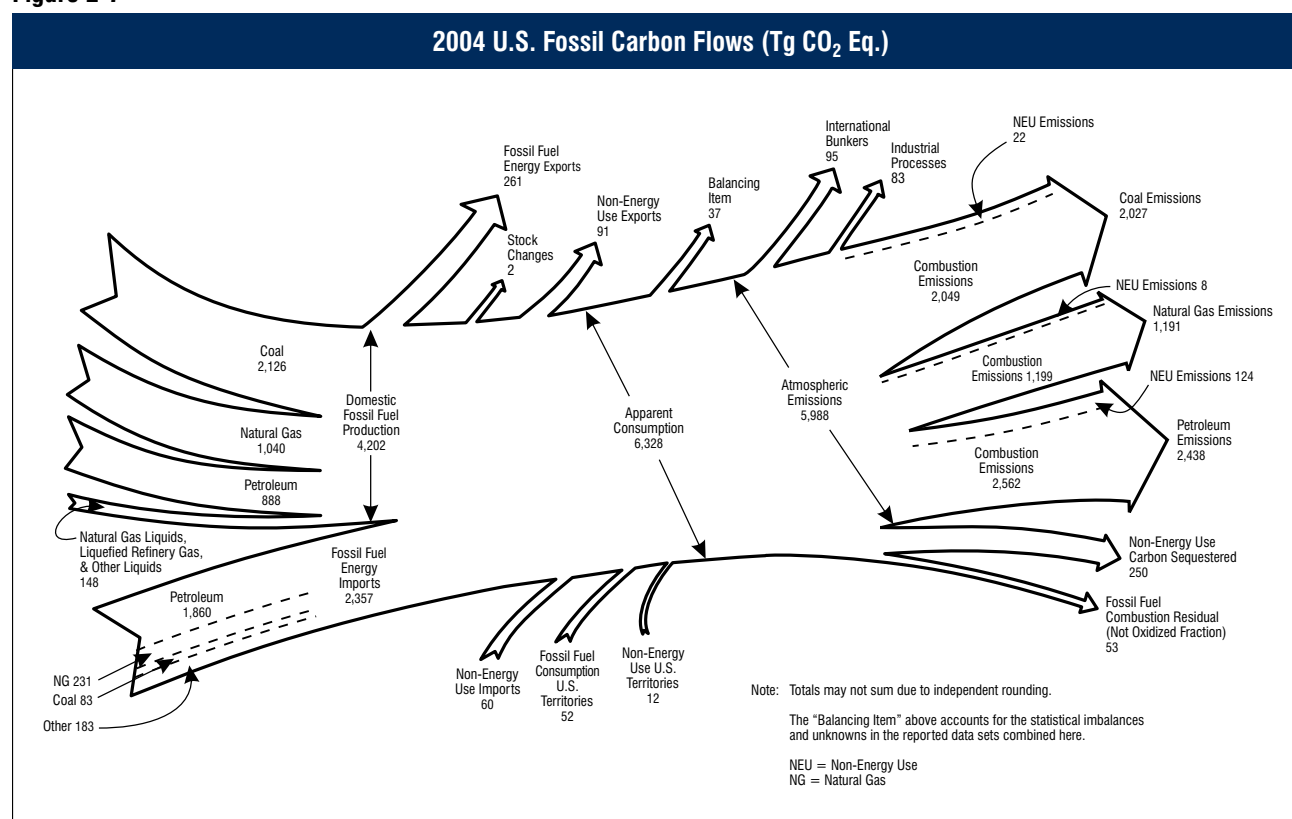 2004 U.S. Fossil Carbon Flows (Tg CO₂ Eq.)
Fossil Fuel
Energy Exports
261
Stock
Changes
2
Non-Energy
Use Exports
91
Balancing
Item
37
International
Bunkers
95
Industrial
Processes
83
NEU Emissions
22
Coal Emissions
2,027
Combustion
Emissions
2,049
NEU Emissions 8
Natural Gas Emissions
1,191
Combustion
Emissions 1,199
NEU Emissions 124
Petroleum
Emissions
2,438
Combustion
Emissions
2,562
Coal
2,126
Natural Gas
1,040
Petroleum
888
Natural Gas Liquids,
Liquefied Refinery Gas,
& Other Liquids
148
Domestic
Fossil Fuel
Production
4,202
Apparent
Consumption
6,328
Atmospheric
Emissions
5,988
Fossil Fuel
Energy
Imports
2,357
Petroleum
1,860
NG 231
Coal 83
Other 183
Non-Energy
Use Imports
60
Fossil Fuel
Consumption
U.S.
Territories
52
Non-Energy
Use U.S.
Territories
12
Non-Energy Use
Carbon Sequestered
250
Fossil Fuel
Combustion Residual
(Not Oxidized Fraction)
53
Note: Totals may not sum due to independent rounding.
The “Balancing Item” above accounts for the statistical imbalances
and unknowns in the reported data sets combined here.
NEU = Non-Energy Use
NG = Natural Gas